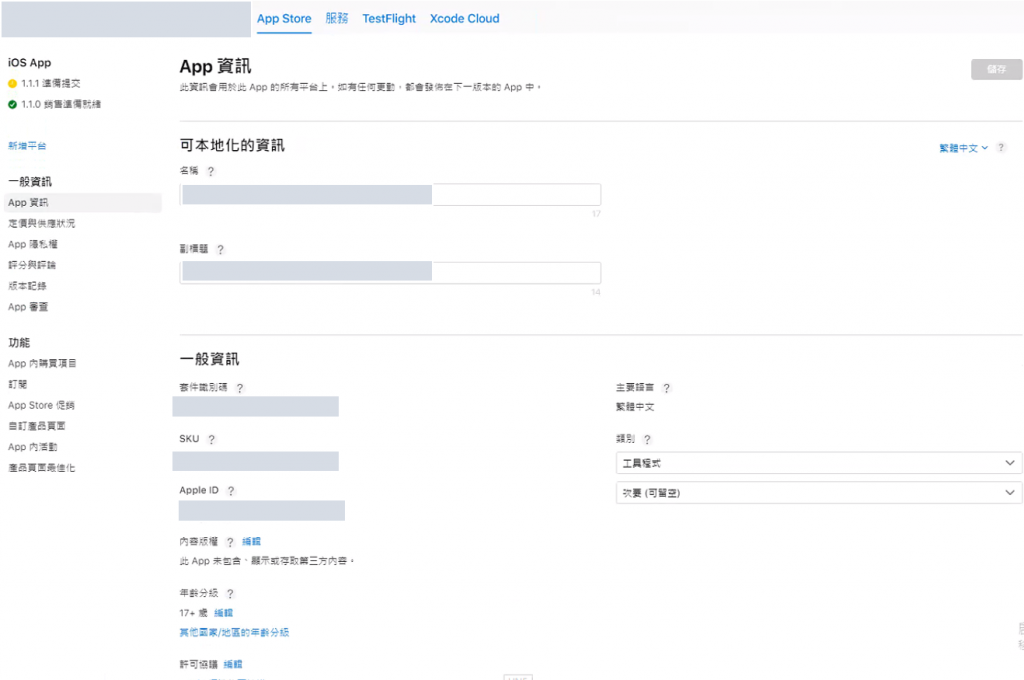 App Store 服務 TestFlight Xcode Cloud
iOS App
1.1.1 準備提交
1.1.0 銷售準備就緒
新增平台
一般資訊
App 資訊
定價與供應狀況
App 隱私權
評分與評論
版本記錄
App 審查
功能
App 內購買項目
訂閱
App Store 促銷
自訂產品頁面
App 內活動
產品頁面最佳化
App 資訊
儲存
此資訊會用於此 App 的所有平台上。如有任何更動，都會發佈在下一版本的 App 中。
可本地化的資訊
繁體中文 ?
名稱 ?
17
副標題 ?
14
一般資訊
套件識別碼 ?
SKU ?
Apple ID ?
內容版權 ? 編輯
此 App 未包含、顯示或存取第三方內容。
年齡分級 ?
17+ 歲 編輯
其他國家/地區的年齡分級
許可協議 編輯
主要語言 ?
繁體中文
類別 ?
工具程式
次要 (可留空)